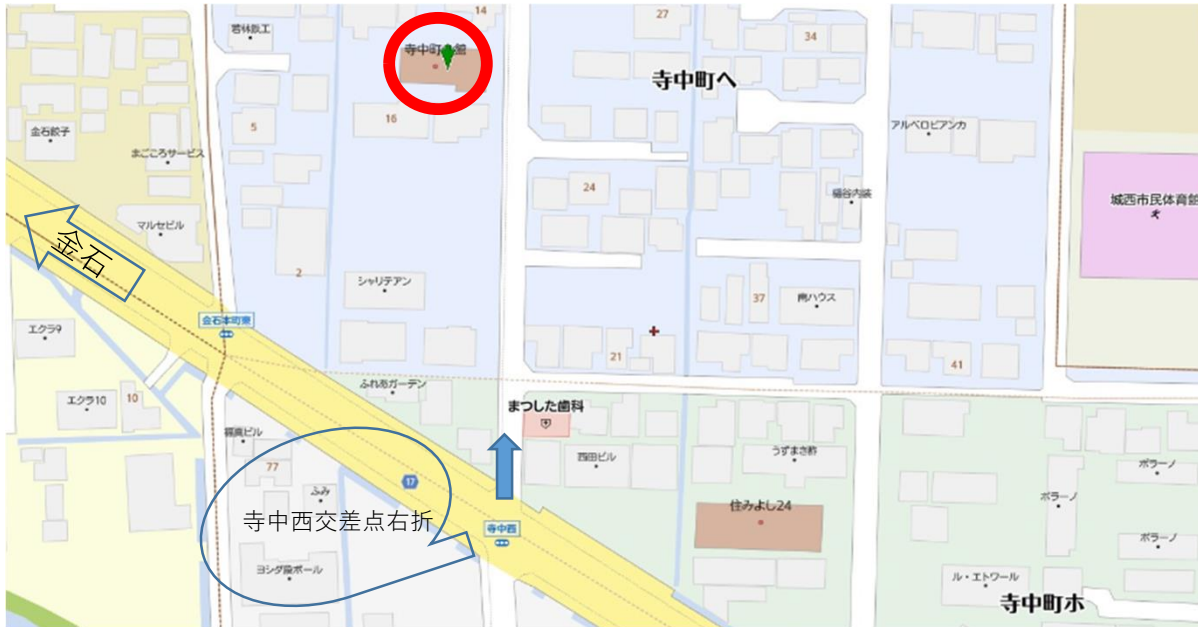 14
27
若林鉄工
34
寺中町会館
寺中町へ
16
5
金石餃子
アルベロビアンカ
まごころサービス
24
桶谷内装
城西市民体育館
マルセビル
金石
2
シャリテアン
37
南ハウス
金石本町東
エクラ9
21
41
ふれあガーデン
エクラ10
10
まつした歯科
西田ビル
うずまき酢
77
17
ふみ
ボラーノ
ボラーノ
寺中西交差点右折
寺中西
住みよし24
ボラーノ
ヨシダ段ボール
ル・エトワール
寺中町ホ